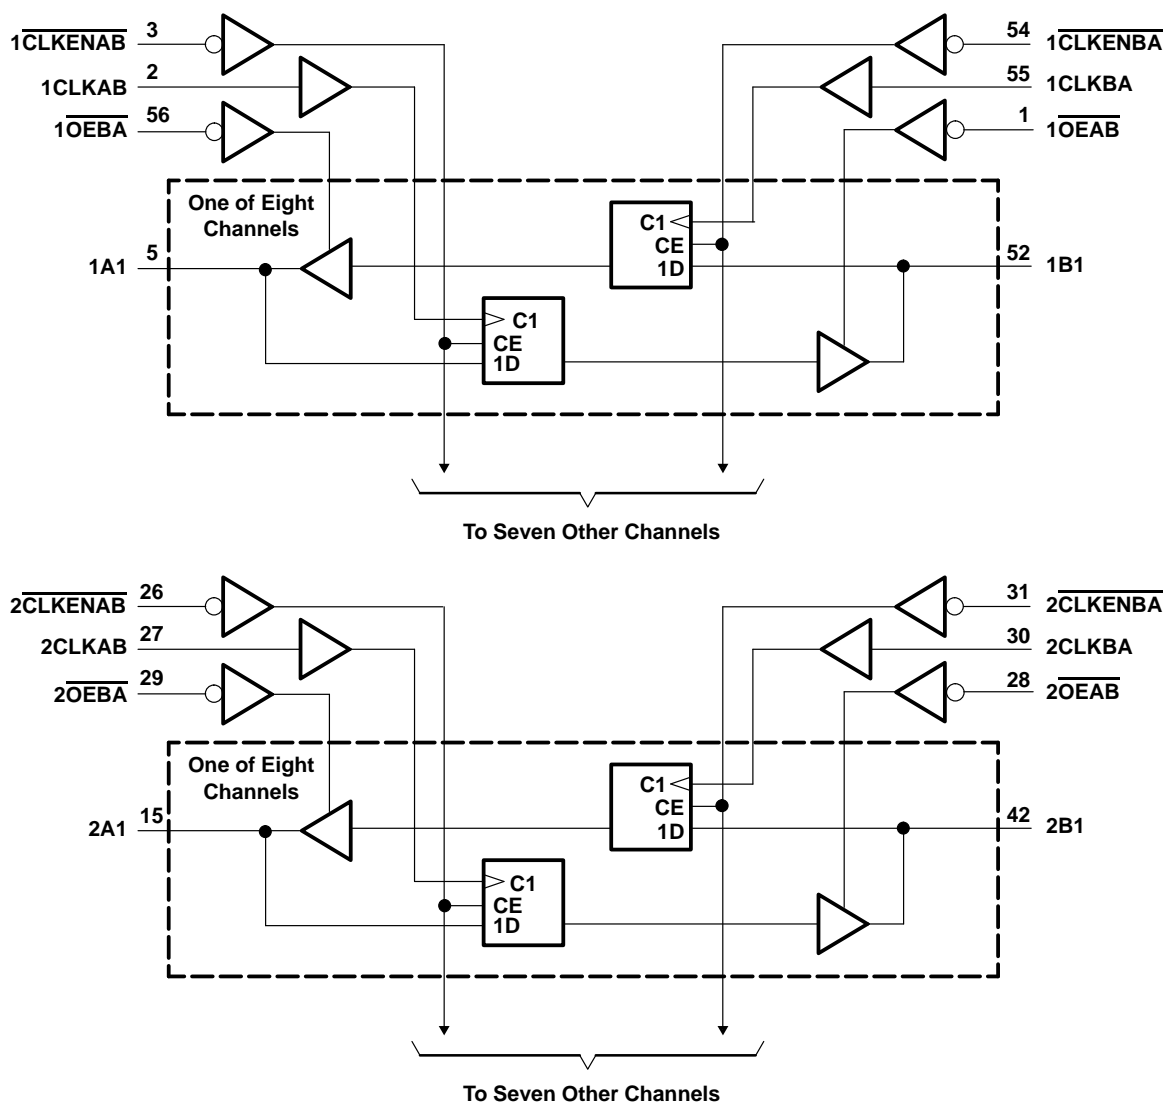 1CLKENAB 3
1CLKAB 2
1OEBA 56
54 1CLKENBA
55 1CLKBA
1 1OEAB
One of Eight
Channels
1A1 5
C1
CE
1D
52 1B1
C1
CE
1D
To Seven Other Channels
2CLKENAB 26
2CLKAB 27
2OEBA 29
31 2CLKENBA
30 2CLKBA
28 2OEAB
One of Eight
Channels
2A1 15
C1
CE
1D
42 2B1
C1
CE
1D
To Seven Other Channels